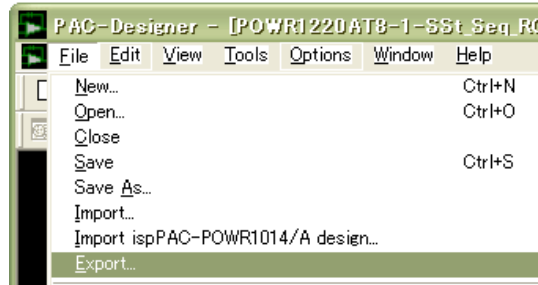 PAC-Designer - [POWR1220AT8-1-SSt_Seq_R
File Edit View Tools Options Window Help
New... Ctrl+N
Open... Ctrl+O
Close
Save Ctrl+S
Save As...
Import...
Import ispPAC-POWR1014/A design...
Export...